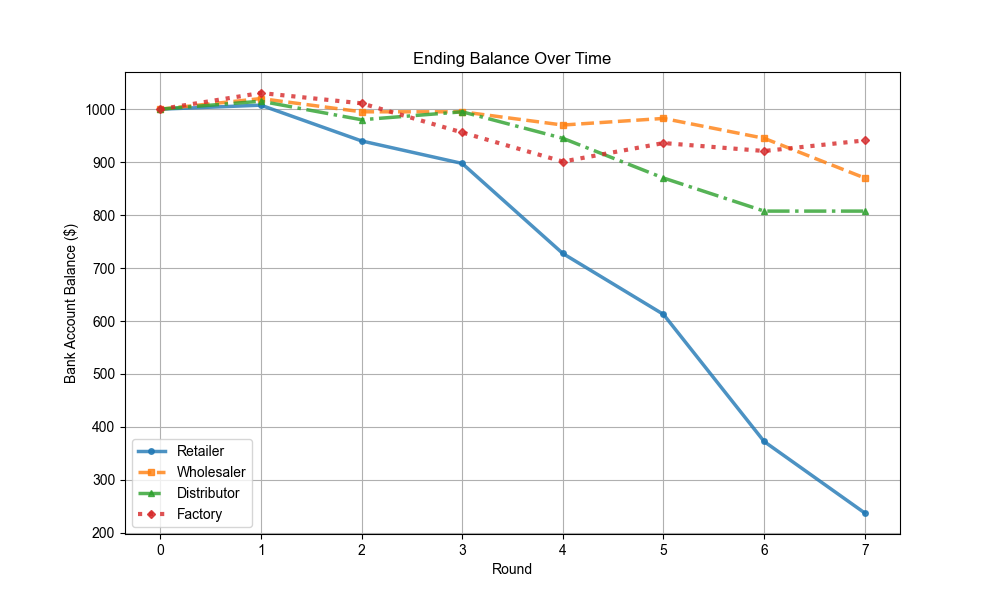 Ending Balance Over Time
Bank Account Balance ($)
1000
900
800
700
600
500
400
300
200
Retailer
Wholesaler
Distributor
Factory
0 1 2 3 4 5 6 7
Round